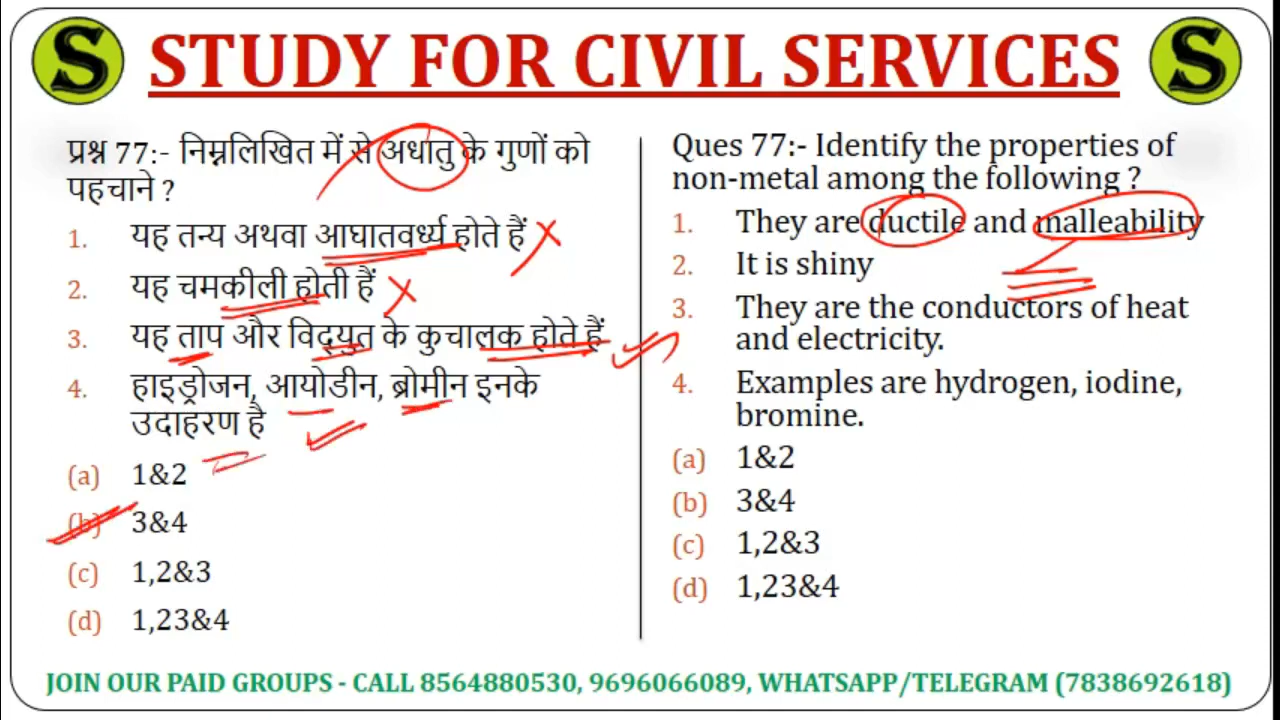 S STUDY FOR CIVIL SERVICES S
प्रश्न 77:- निम्नलिखित में से अधातु के गुणों को
पहचाने ?
1. यह तन्य अथवा आघातवर्ध्य होते हैं
2. यह चमकीली होती हैं
3. यह ताप और विद्युत के कुचालक होते हैं
4. हाइड्रोजन, आयोडीन, ब्रोमीन इनके
उदाहरण है
(a) 1&2
(b) 3&4
(c) 1,2&3
(d) 1,23&4
Ques 77:- Identify the properties of
non-metal among the following ?
1. They are ductile and malleability
2. It is shiny
3. They are the conductors of heat
and electricity.
4. Examples are hydrogen, iodine,
bromine.
(a) 1&2
(b) 3&4
(c) 1,2&3
(d) 1,23&4
JOIN OUR PAID GROUPS - CALL 8564880530, 9696066089, WHATSAPP/TELEGRAM (7838692618)